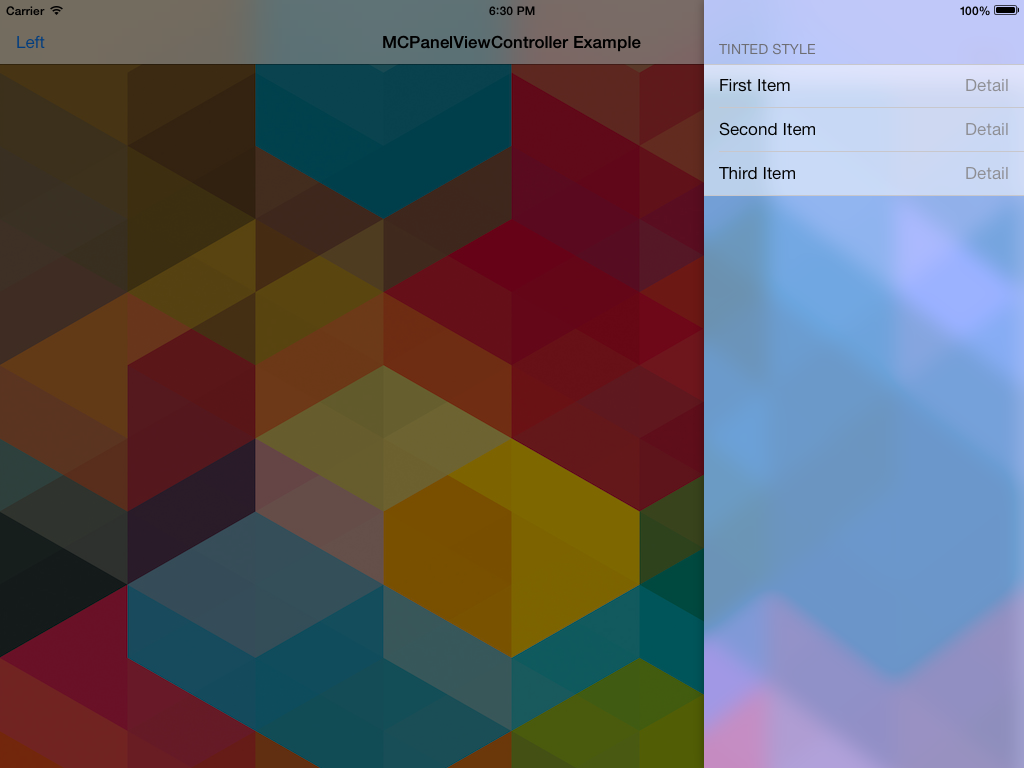 Carrier 6:30 PM 100%
Left MCPanelViewController Example
TINTED STYLE
First Item Detail
Second Item Detail
Third Item Detail